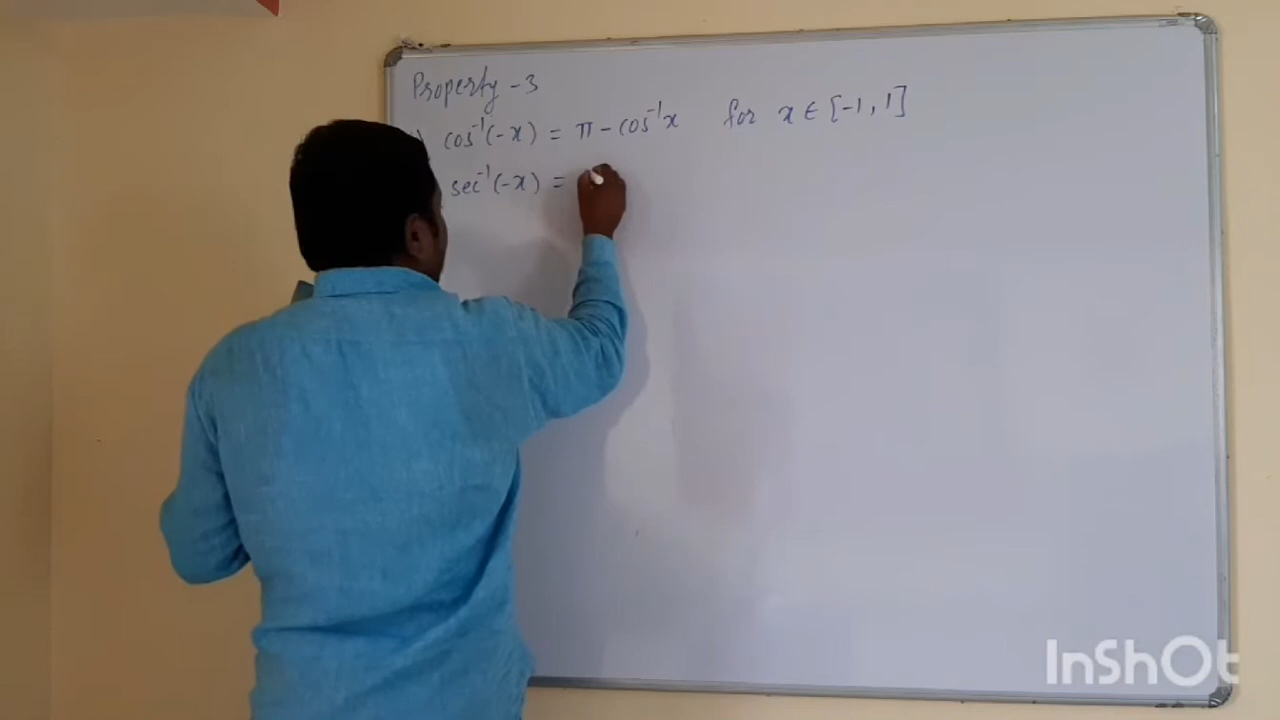 Property - 3
cos⁻¹(-x) = π - cos⁻¹x for x ∈ [-1, 1]
sec⁻¹(-x) =
InShOt